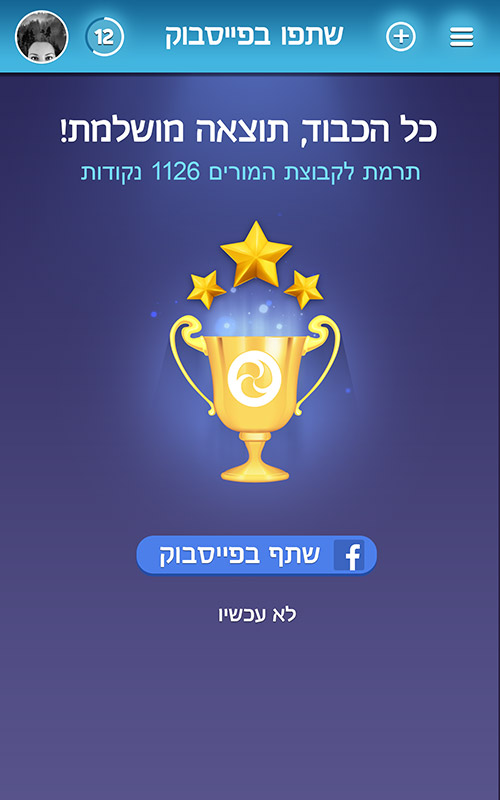 שתפו בפייסבוק
12
כל הכבוד, תוצאה מושלמת!
תרמת לקבוצת המורים 1126 נקודות
שתף בפייסבוק
לא עכשיו